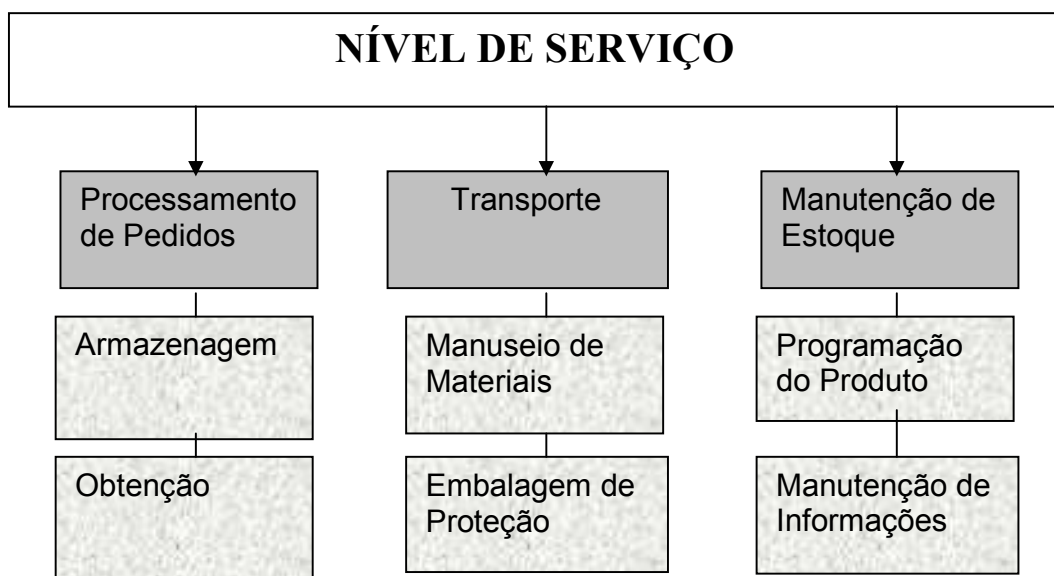 NÍVEL DE SERVIÇO
Processamento
de Pedidos
Transporte
Manutenção de
Estoque
Armazenagem
Manuseio de
Materiais
Programação
do Produto
Obtenção
Embalagem de
Proteção
Manutenção de
Informações